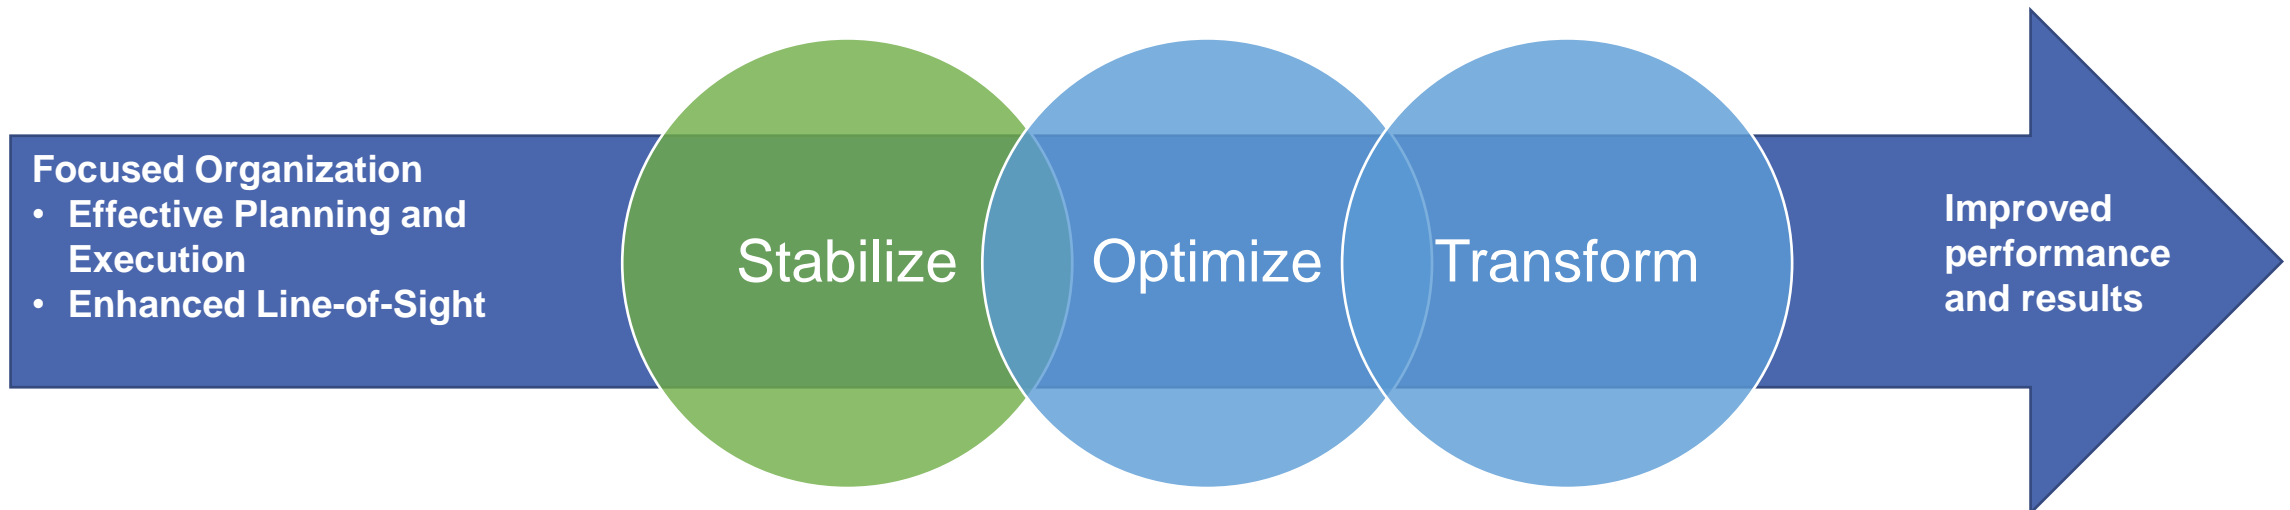 Focused Organization
• Effective Planning and
Execution
• Enhanced Line-of-Sight
Stabilize
Optimize
Transform
Improved
performance
and results